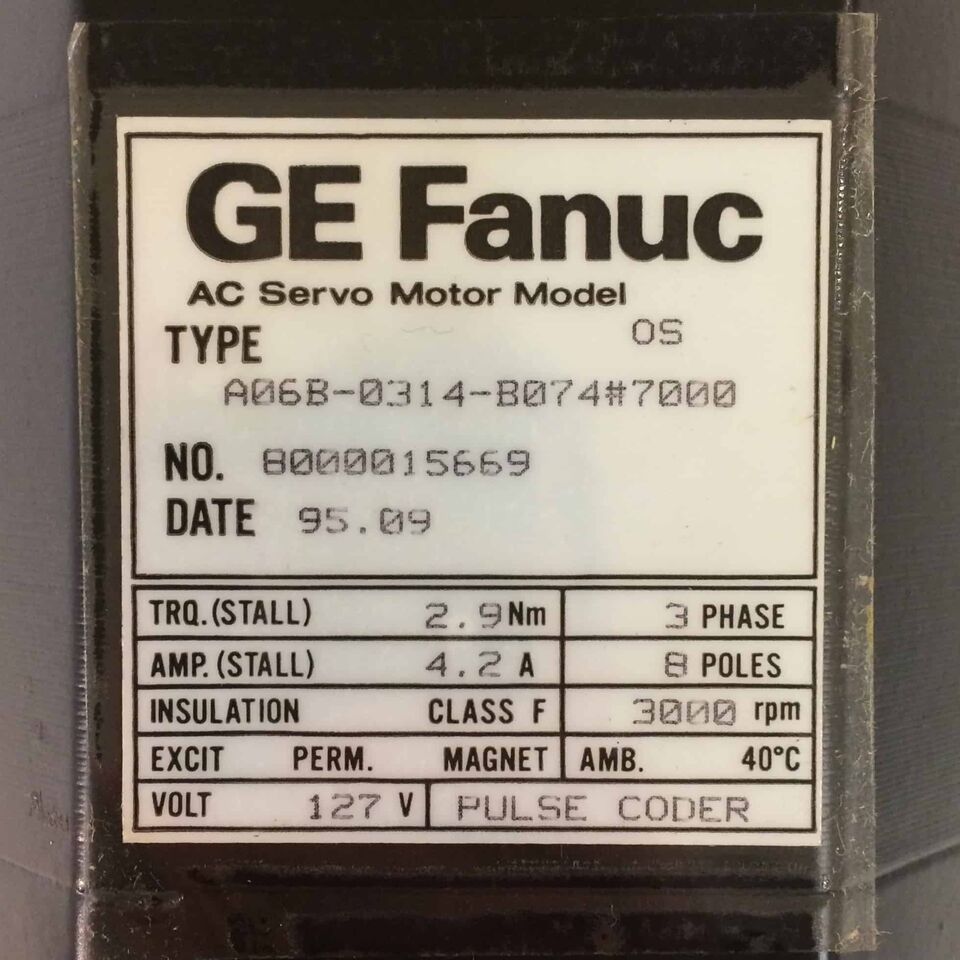 GE Fanuc
AC Servo Motor Model
TYPE OS
A06B-0314-B074#7000
NO. 8000015669
DATE 95.09
TRQ.(STALL) 2.9 Nm 3 PHASE
AMP.(STALL) 4.2 A 8 POLES
INSULATION CLASS F 3000 rpm
EXCIT PERM. MAGNET AMB. 40°C
VOLT 127 V PULSE CODER